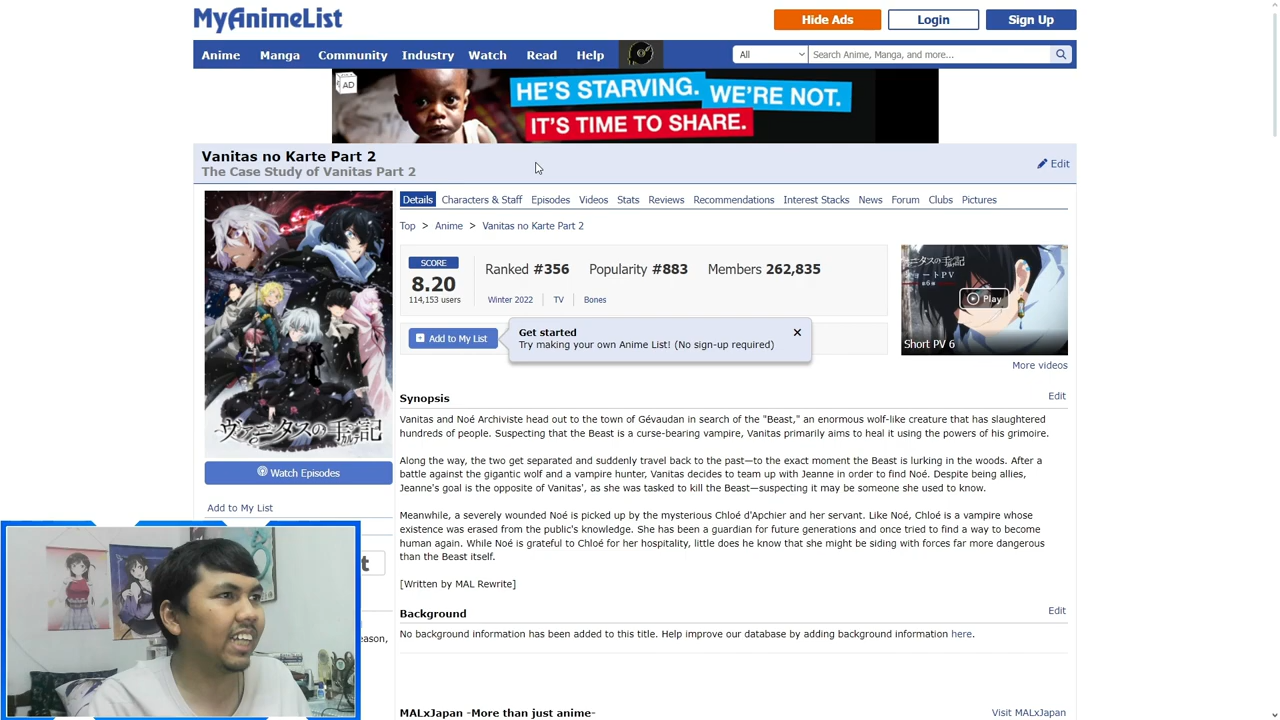 MyAnimeList
Hide Ads
Login
Sign Up
Anime
Manga
Community
Industry
Watch
Read
Help
All
Search Anime, Manga, and more...
AD
HE'S STARVING. WE'RE NOT.
IT'S TIME TO SHARE.
Vanitas no Karte Part 2
The Case Study of Vanitas Part 2
Edit
Details
Characters & Staff
Episodes
Videos
Stats
Reviews
Recommendations
Interest Stacks
News
Forum
Clubs
Pictures
Top > Anime > Vanitas no Karte Part 2
SCORE
8.20
114,153 users
Ranked #356
Popularity #883
Members 262,835
Winter 2022
TV
Bones
Add to My List
Get started
Try making your own Anime List! (No sign-up required)
Play
Short PV 6
More videos
ヴァニタスの手記
カルテ
Watch Episodes
Add to My List
Synopsis
Edit
Vanitas and Noé Archiviste head out to the town of Gévaudan in search of the "Beast," an enormous wolf-like creature that has slaughtered
hundreds of people. Suspecting that the Beast is a curse-bearing vampire, Vanitas primarily aims to heal it using the powers of his grimoire.
Along the way, the two get separated and suddenly travel back to the past—to the exact moment the Beast is lurking in the woods. After a
battle against the gigantic wolf and a vampire hunter, Vanitas decides to team up with Jeanne in order to find Noé. Despite being allies,
Jeanne's goal is the opposite of Vanitas', as she was tasked to kill the Beast—suspecting it may be someone she used to know.
Meanwhile, a severely wounded Noé is picked up by the mysterious Chloé d'Apchier and her servant. Like Noé, Chloé is a vampire whose
existence was erased from the public's knowledge. She has been a guardian for future generations and once tried to find a way to become
human again. While Noé is grateful to Chloé for her hospitality, little does he know that she might be siding with forces far more dangerous
than the Beast itself.
[Written by MAL Rewrite]
Background
Edit
No background information has been added to this title. Help improve our database by adding background information here.
eason,
MALxJapan -More than just anime-
Visit MALxJapan